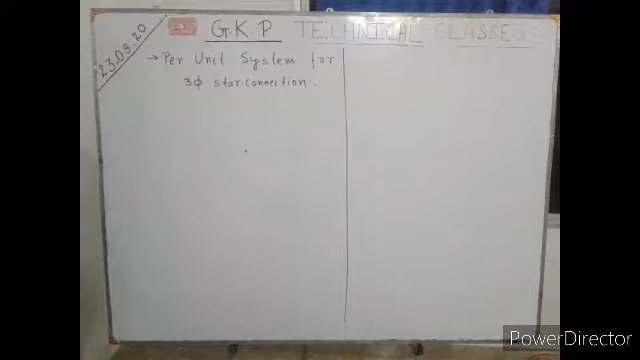 23.09.20
G.K.P TECHNICAL CLASSES
→ Per Unit System for
3φ star connection.
PowerDirector